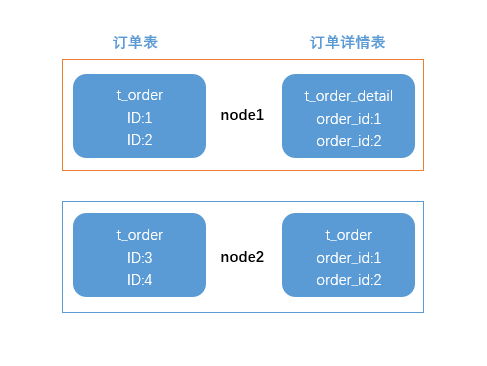 订单表
订单详情表
t_order
ID:1
ID:2
node1
t_order_detail
order_id:1
order_id:2
t_order
ID:3
ID:4
node2
t_order
order_id:1
order_id:2